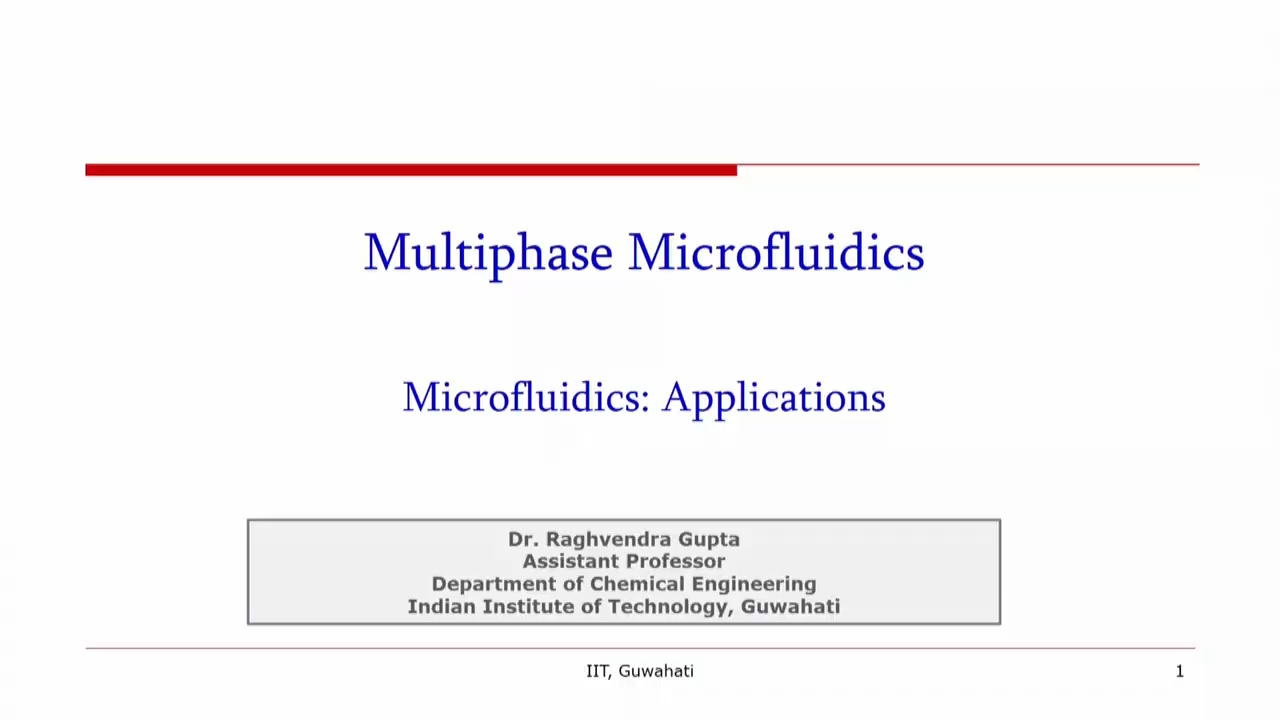 Multiphase Microfluidics
Microfluidics: Applications
Dr. Raghvendra Gupta
Assistant Professor
Department of Chemical Engineering
Indian Institute of Technology, Guwahati
IIT, Guwahati
1